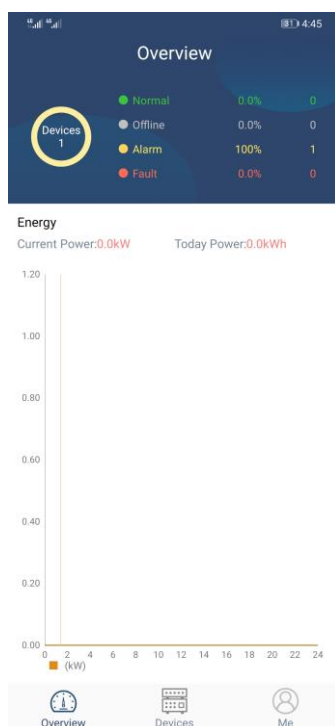 81 4:45
Overview
Devices
1
Normal 0.0% 0
Offline 0.0% 0
Alarm 100% 1
Fault 0.0% 0
Energy
Current Power:0.0kW Today Power:0.0kWh
1.20
1.00
0.80
0.60
0.40
0.20
0.00
0 2 4 6 8 10 12 14 16 18 20 22 24
(kW)
Overview Devices Me